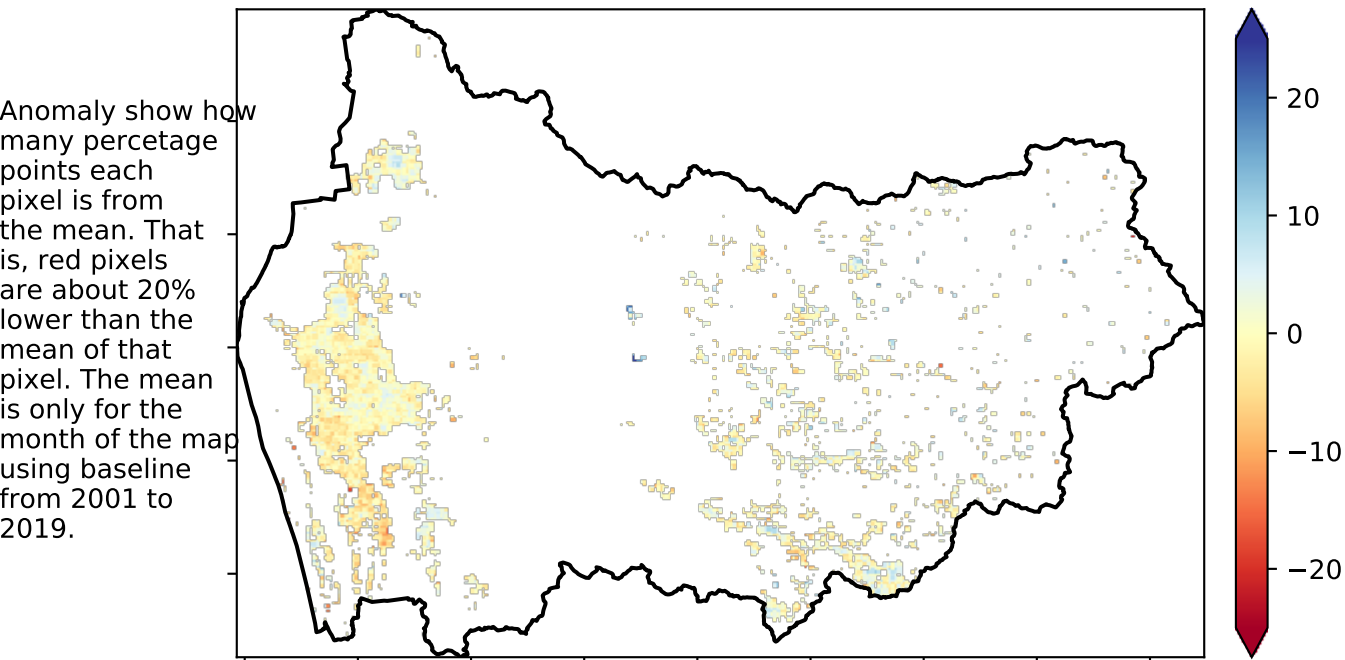 Anomaly show how
many percetage
points each
pixel is from
the mean. That
is, red pixels
are about 20%
lower than the
mean of that
pixel. The mean
is only for the
month of the map
using baseline
from 2001 to
2019.
20
10
0
−10
−20